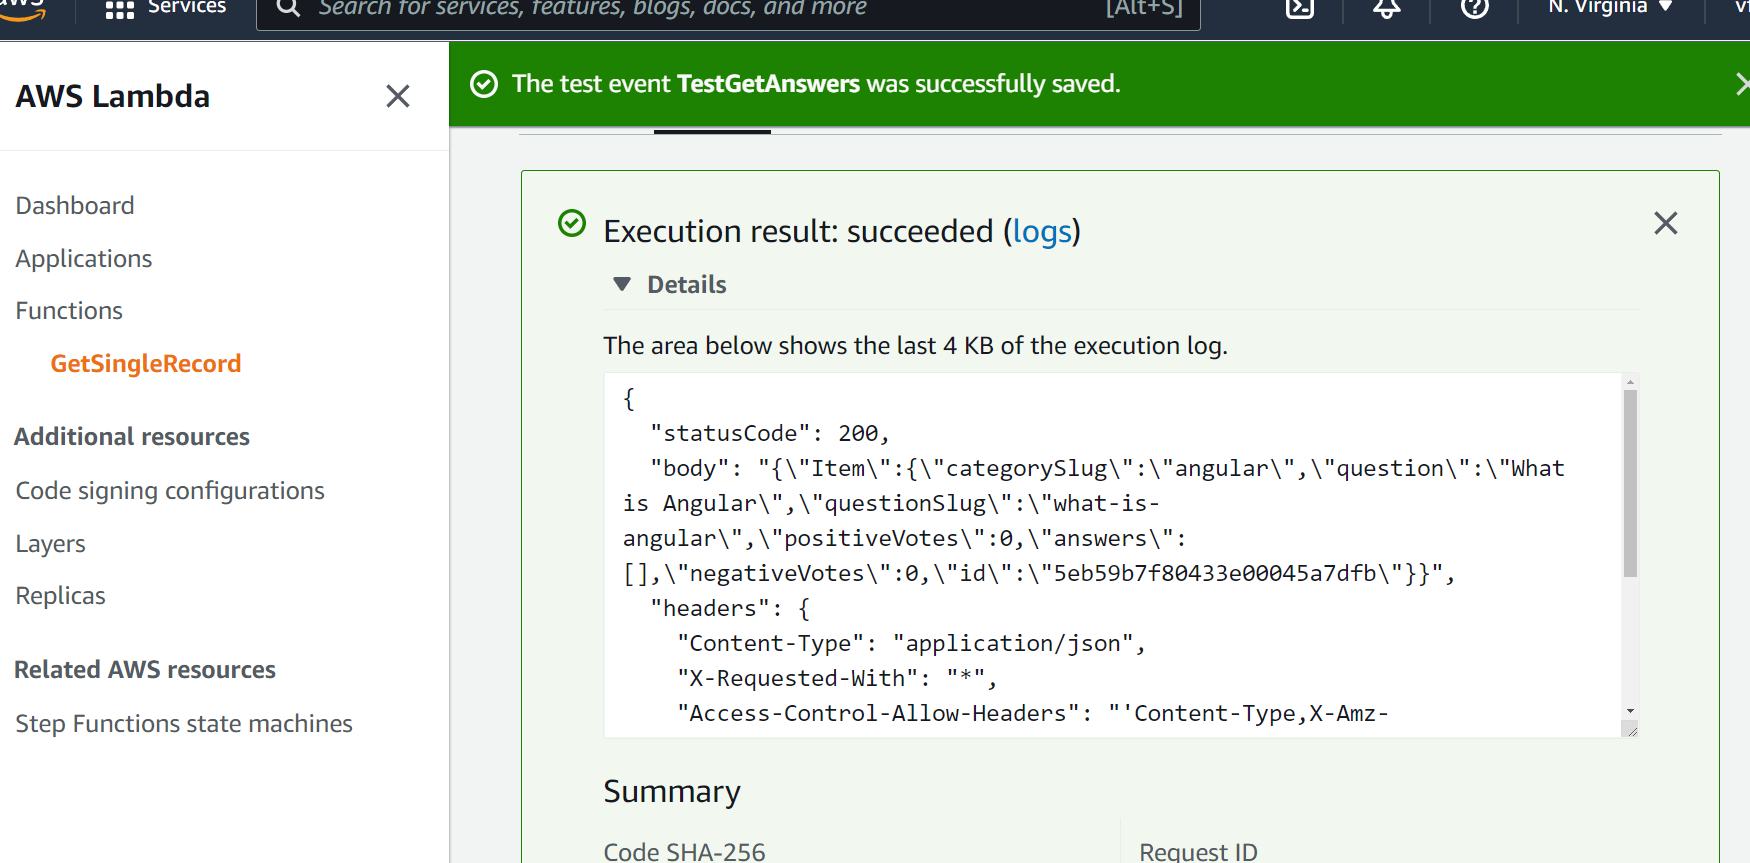 aws
Services
Search for services, features, blogs, docs, and more
[Alt+S]
N. Virginia ▼
AWS Lambda
The test event TestGetAnswers was successfully saved.
Dashboard
Applications
Functions
GetSingleRecord
Additional resources
Code signing configurations
Layers
Replicas
Related AWS resources
Step Functions state machines
Execution result: succeeded (logs)
▼ Details
The area below shows the last 4 KB of the execution log.
{
"statusCode": 200,
"body": "{\"Item\":{\"categorySlug\":\"angular\",\"question\":\"What
is Angular\",\"questionSlug\":\"what-is-
angular\",\"positiveVotes\":0,\"answers\":
[],\"negativeVotes\":0,\"id\":\"5eb59b7f80433e00045a7dfb\"}}",
"headers": {
"Content-Type": "application/json",
"X-Requested-With": "*",
"Access-Control-Allow-Headers": "'Content-Type,X-Amz-
Summary
Code SHA-256
Request ID